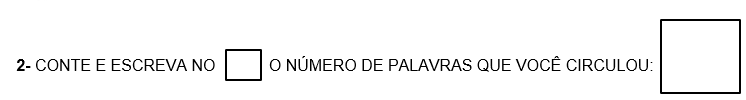 2- CONTE E ESCREVA NO O NÚMERO DE PALAVRAS QUE VOCÊ CIRCULOU: